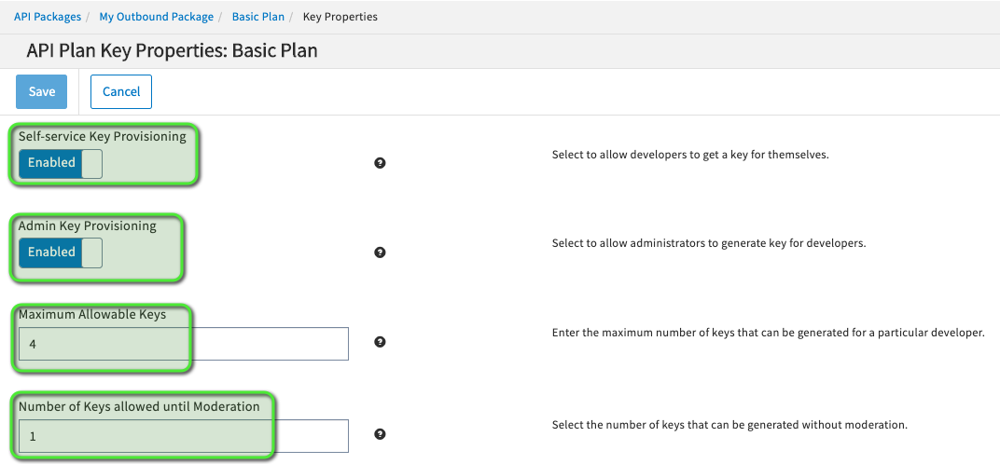 API Packages / My Outbound Package / Basic Plan / Key Properties
API Plan Key Properties: Basic Plan
Save Cancel
Self-service Key Provisioning
Enabled ? Select to allow developers to get a key for themselves.
Admin Key Provisioning
Enabled ? Select to allow administrators to generate key for developers.
Maximum Allowable Keys
4 ? Enter the maximum number of keys that can be generated for a particular developer.
Number of Keys allowed until Moderation
1 ? Select the number of keys that can be generated without moderation.